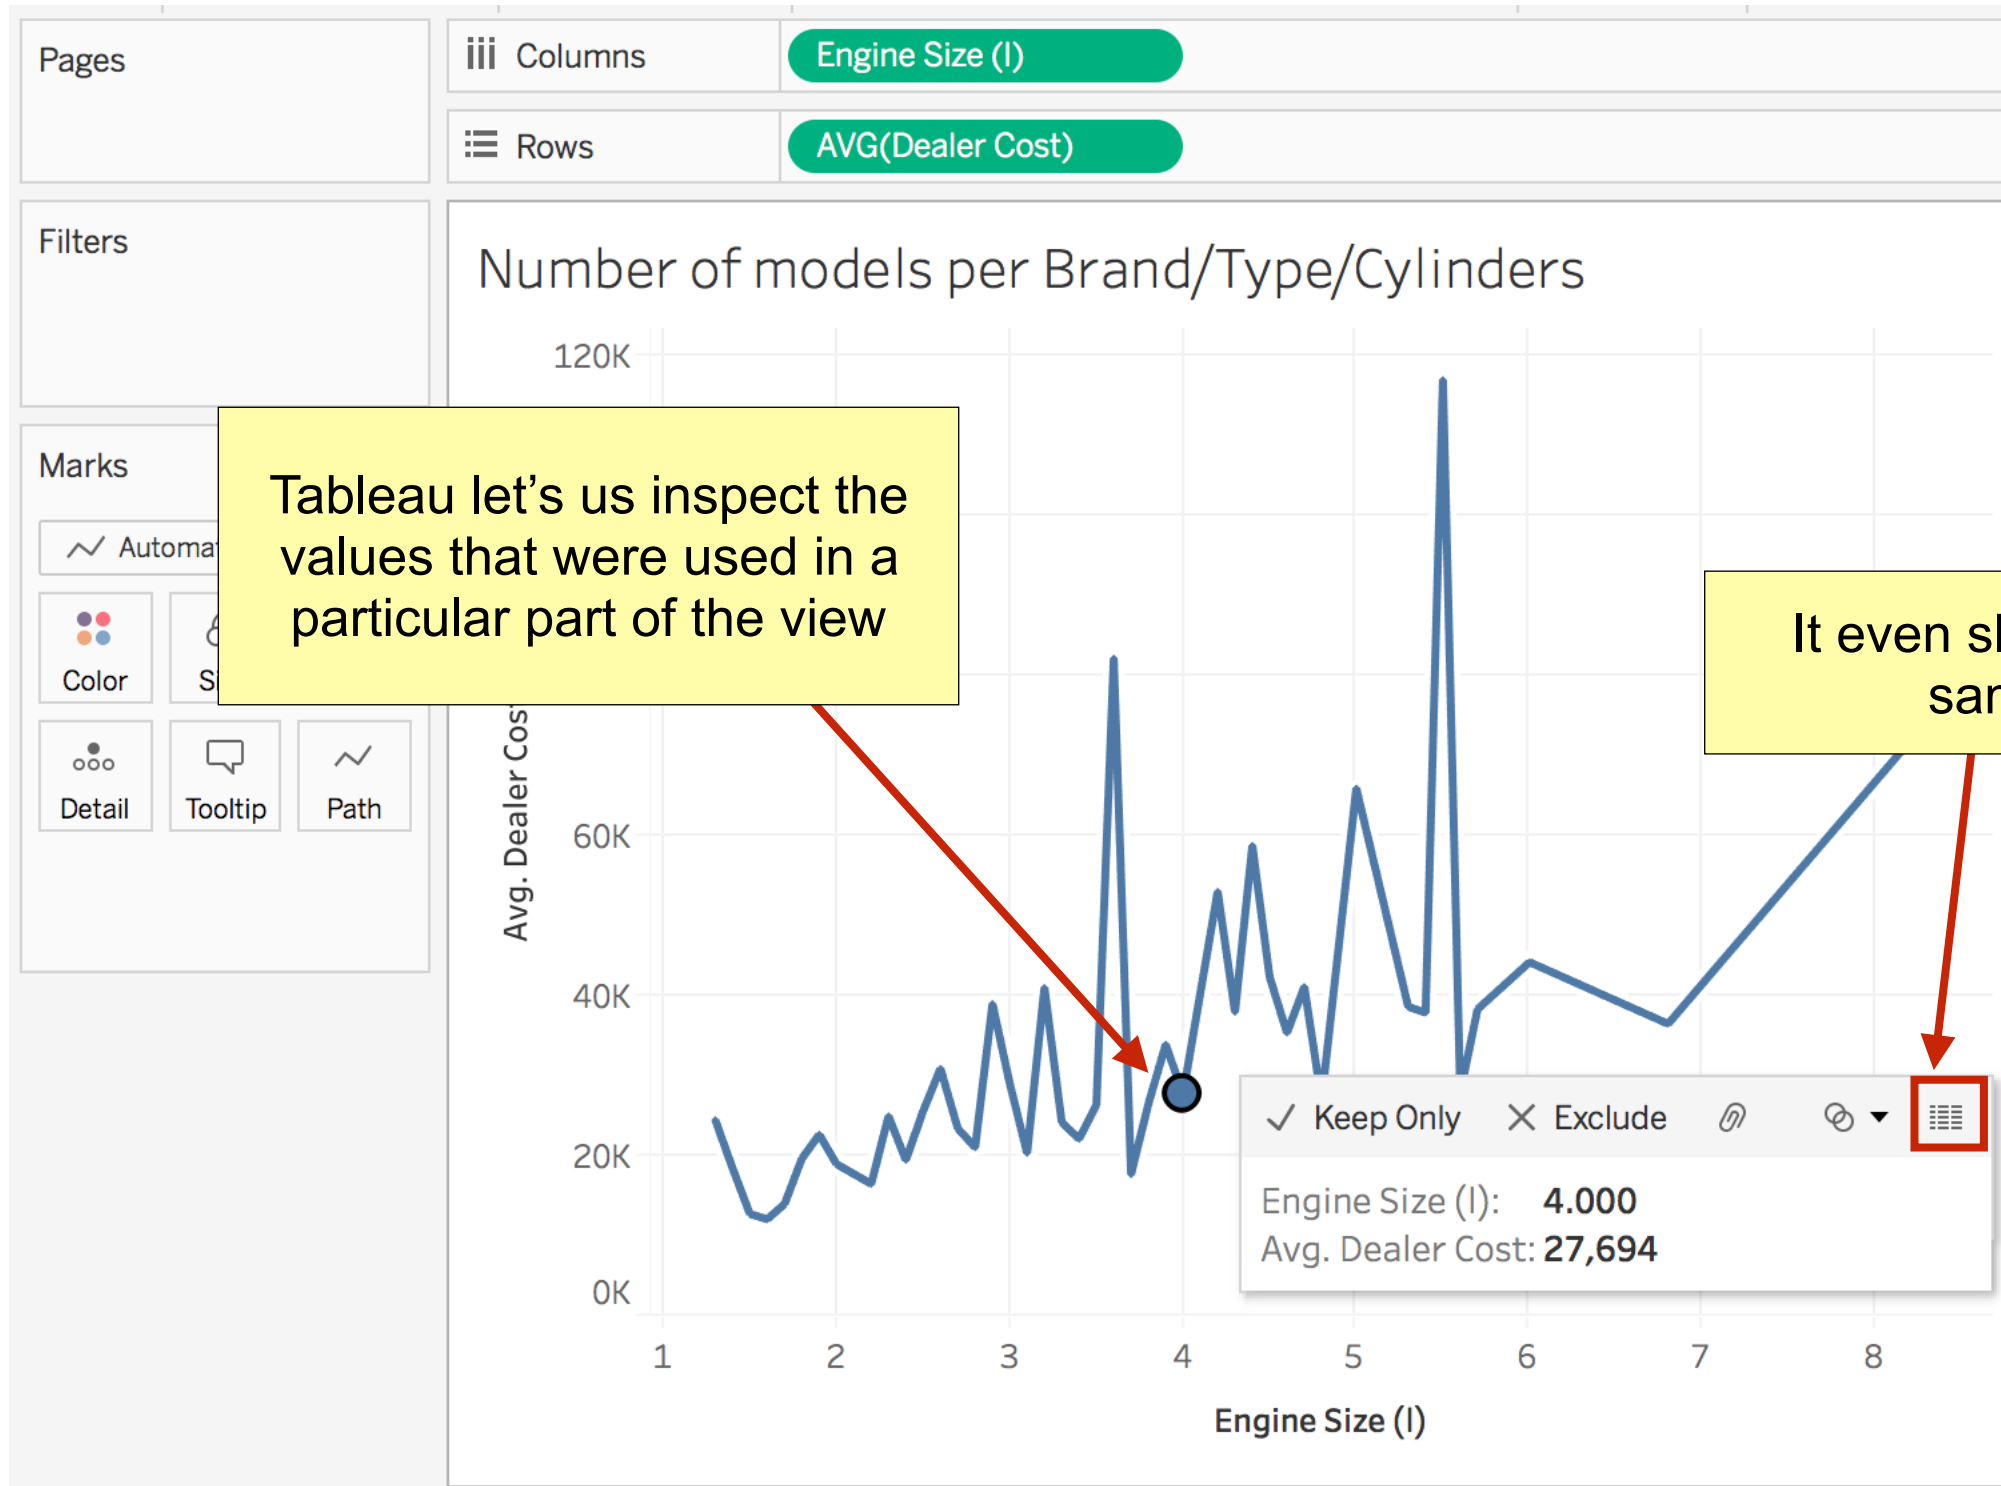 Pages
Columns
Engine Size (l)
Rows
AVG(Dealer Cost)
Filters
Number of models per Brand/Type/Cylinders
120K
Marks
Tableau let's us inspect the
values that were used in a
particular part of the view
Color
Detail
Tooltip
Path
It even
Avg. Dealer
60K
40K
20K
0K
Keep Only
Exclude
Engine Size (l): 4.000
Avg. Dealer Cost: 27,694
1 2 3 4 5 6 7 8
Engine Size (l)